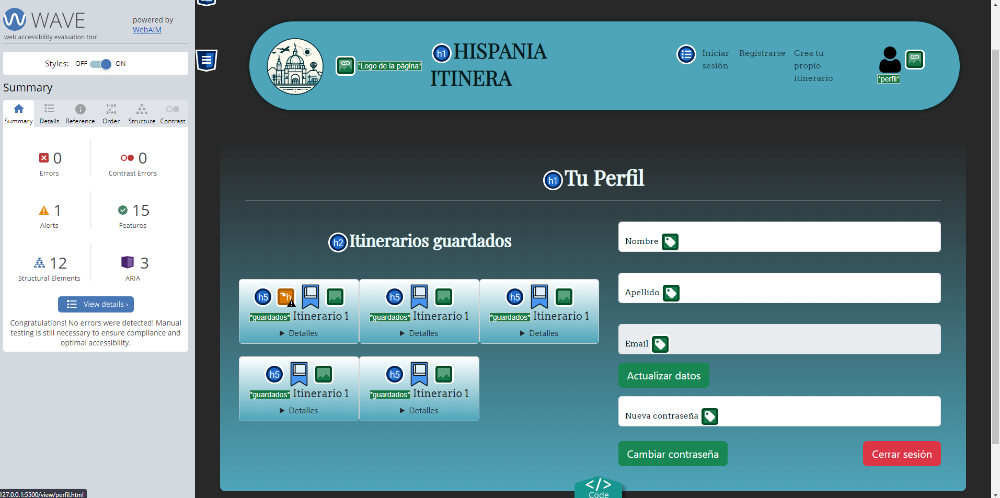 WAVE
powered by
WebAIM
web accessibility evaluation tool
Styles: OFF ON
Summary
Summary Details Reference Order Structure Contrast
0
Errors
0
Contrast Errors
1
Alerts
15
Features
12
Structural Elements
3
ARIA
View details ›
Congratulations! No errors were detected! Manual
testing is still necessary to ensure compliance and
optimal accessibility.
127.0.0.1:5500/view/perfil.html
*Logo de la página*
h1 HISPANIA
ITINERA
Iniciar
sesión
Registrarse
Crea tu
propio
itinerario
*perfil*
h1 Tu Perfil
h2 Itinerarios guardados
h5 h
*guardados* Itinerario 1
Detalles
h5
*guardados* Itinerario 1
Detalles
h5
*guardados* Itinerario 1
Detalles
h5
*guardados* Itinerario 1
Detalles
h5
*guardados* Itinerario 1
Detalles
Nombre
Apellido
Email
Actualizar datos
Nueva contraseña
Cambiar contraseña
Cerrar sesión
</>
Code